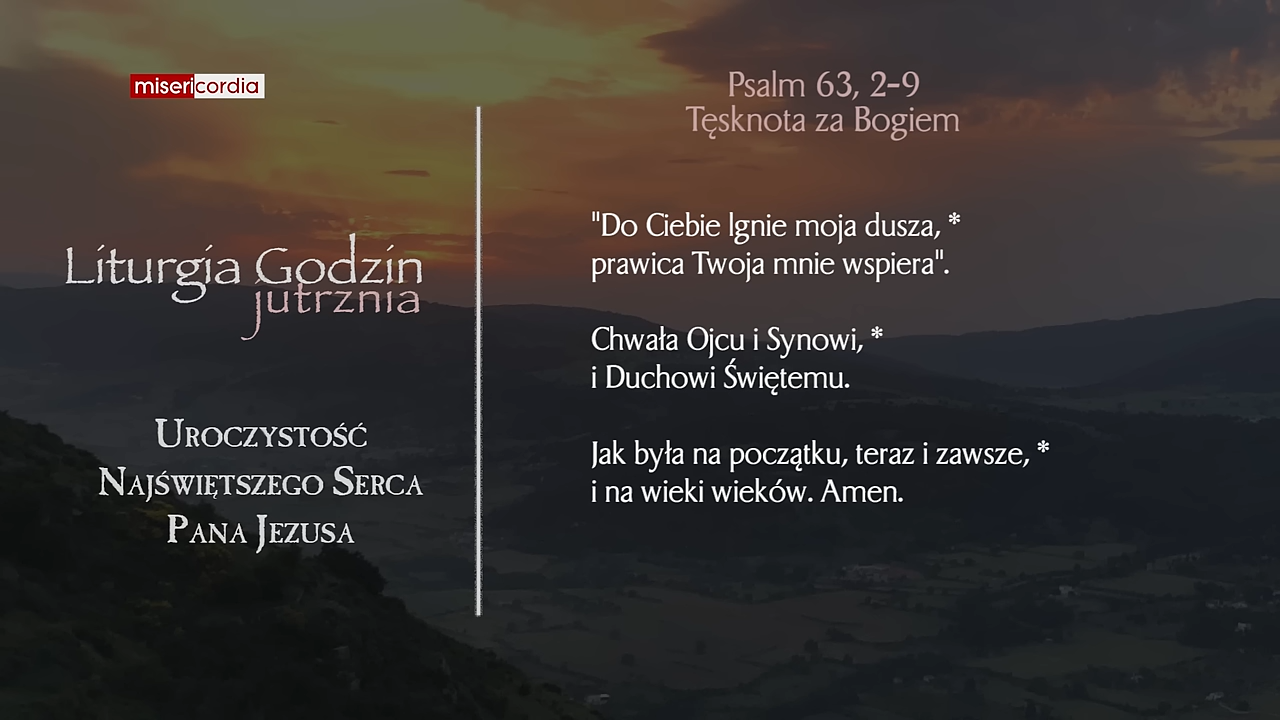 misericordia
Liturgia Godzin
jutrznia
Uroczystość
Najświętszego Serca
Pana Jezusa
Psalm 63, 2-9
Tęsknota za Bogiem
"Do Ciebie lgnie moja dusza, *
prawica Twoja mnie wspiera".
Chwała Ojcu i Synowi, *
i Duchowi Świętemu.
Jak była na początku, teraz i zawsze, *
i na wieki wieków. Amen.